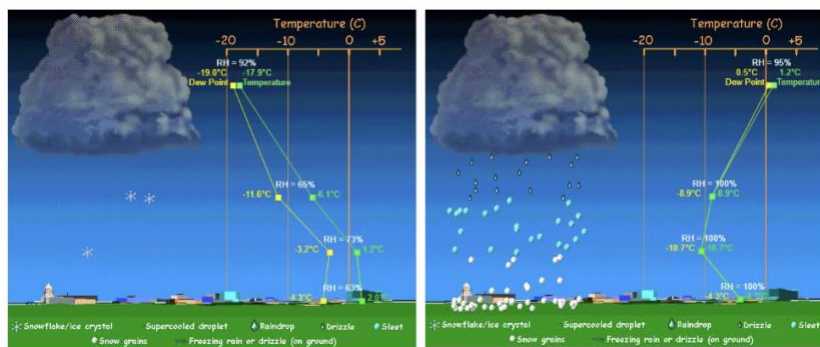 Temperature (C)
-20 -10 0 +5
RH = 92%
-19.0°C -17.9°C
Dew Point Temperature
RH = 65%
-11.6°C -6.1°C
RH = 73%
-3.2°C 1.2°C
RH = 63%
-4.3°C
Snowflake/ice crystal Supercooled droplet Raindrop Drizzle Sleet
Snow grains Freezing rain or drizzle (on ground)
Temperature (C)
-20 -10 0 +5
RH = 95%
0.5°C 1.2°C
Dew Point Temperature
RH = 100%
-8.9°C -8.9°C
RH = 100%
-10.7°C -10.7°C
RH = 100%
-4.3°C
Snowflake/ice crystal Supercooled droplet Raindrop Drizzle Sleet
Snow grains Freezing rain or drizzle (on ground)